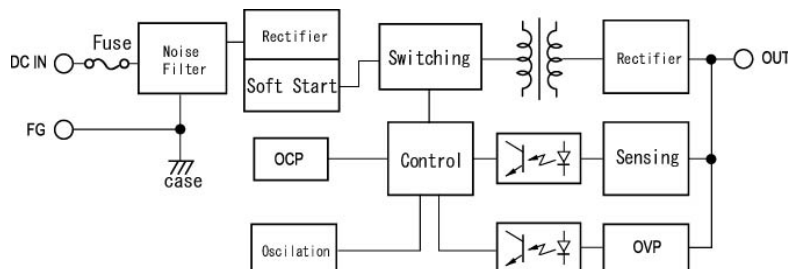 DC IN
Fuse
Noise
Filter
Rectifier
Soft Start
Switching
Rectifier
OUT
FG
case
OCP
Control
Sensing
Oscilation
OVP